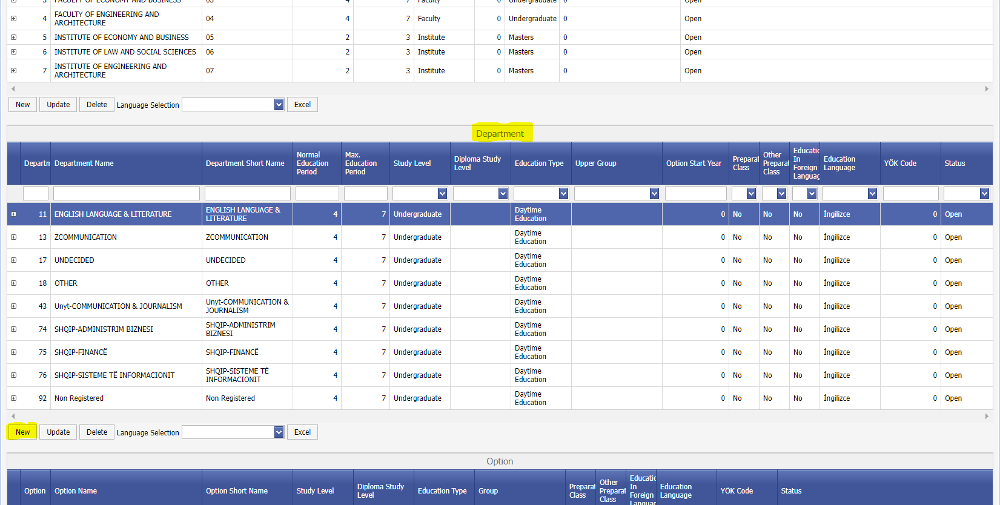 3 FACULTY OF ECONOMY AND BUSINESS 03 4 7 Faculty 0 Undergraduate 0 Open
4 FACULTY OF ENGINEERING AND ARCHITECTURE 04 4 7 Faculty 0 Undergraduate 0 Open
5 INSTITUTE OF ECONOMY AND BUSINESS 05 2 3 Institute 0 Masters 0 Open
6 INSTITUTE OF LAW AND SOCIAL SCIENCES 06 2 3 Institute 0 Masters 0 Open
7 INSTITUTE OF ENGINEERING AND ARCHITECTURE 07 2 3 Institute 0 Masters 0 Open
New Update Delete Language Selection Excel
Department
Departm Department Name Department Short Name Normal Education Period Max. Education Period Study Level Diploma Study Level Education Type Upper Group Option Start Year Preparat Class Other Preparat Class Educatic In Foreign Languag Education Language YÖK Code Status
11 ENGLISH LANGUAGE & LITERATURE ENGLISH LANGUAGE & LITERATURE 4 7 Undergraduate Daytime Education 0 No No No İngilizce 0 Open
13 ZCOMMUNICATION ZCOMMUNICATION 4 7 Undergraduate Daytime Education 0 No No No İngilizce 0 Open
17 UNDECIDED UNDECIDED 4 7 Undergraduate Daytime Education 0 No No No İngilizce 0 Open
18 OTHER OTHER 4 7 Undergraduate Daytime Education 0 No No No İngilizce 0 Open
43 Unyt-COMMUNICATION & JOURNALISM Unyt-COMMUNICATION & JOURNALISM 4 7 Undergraduate Daytime Education 0 No No No İngilizce 0 Open
74 SHQIP-ADMINISTRIM BIZNESI SHQIP-ADMINISTRIM BIZNESI 4 7 Undergraduate Daytime Education 0 No No No İngilizce 0 Open
75 SHQIP-FINANCË SHQIP-FINANCË 4 7 Undergraduate Daytime Education 0 No No No İngilizce 0 Open
76 SHQIP-SISTEME TË INFORMACIONIT SHQIP-SISTEME TË INFORMACIONIT 4 7 Undergraduate Daytime Education 0 No No No İngilizce 0 Open
92 Non Registered Non Registered 4 7 Undergraduate Daytime Education 0 No No No İngilizce 0 Open
New Update Delete Language Selection Excel
Option
Option Option Name Option Short Name Study Level Diploma Study Level Education Type Group Preparat Class Other Preparat Class Educatic In Foreign Languag Education Language YÖK Code Status